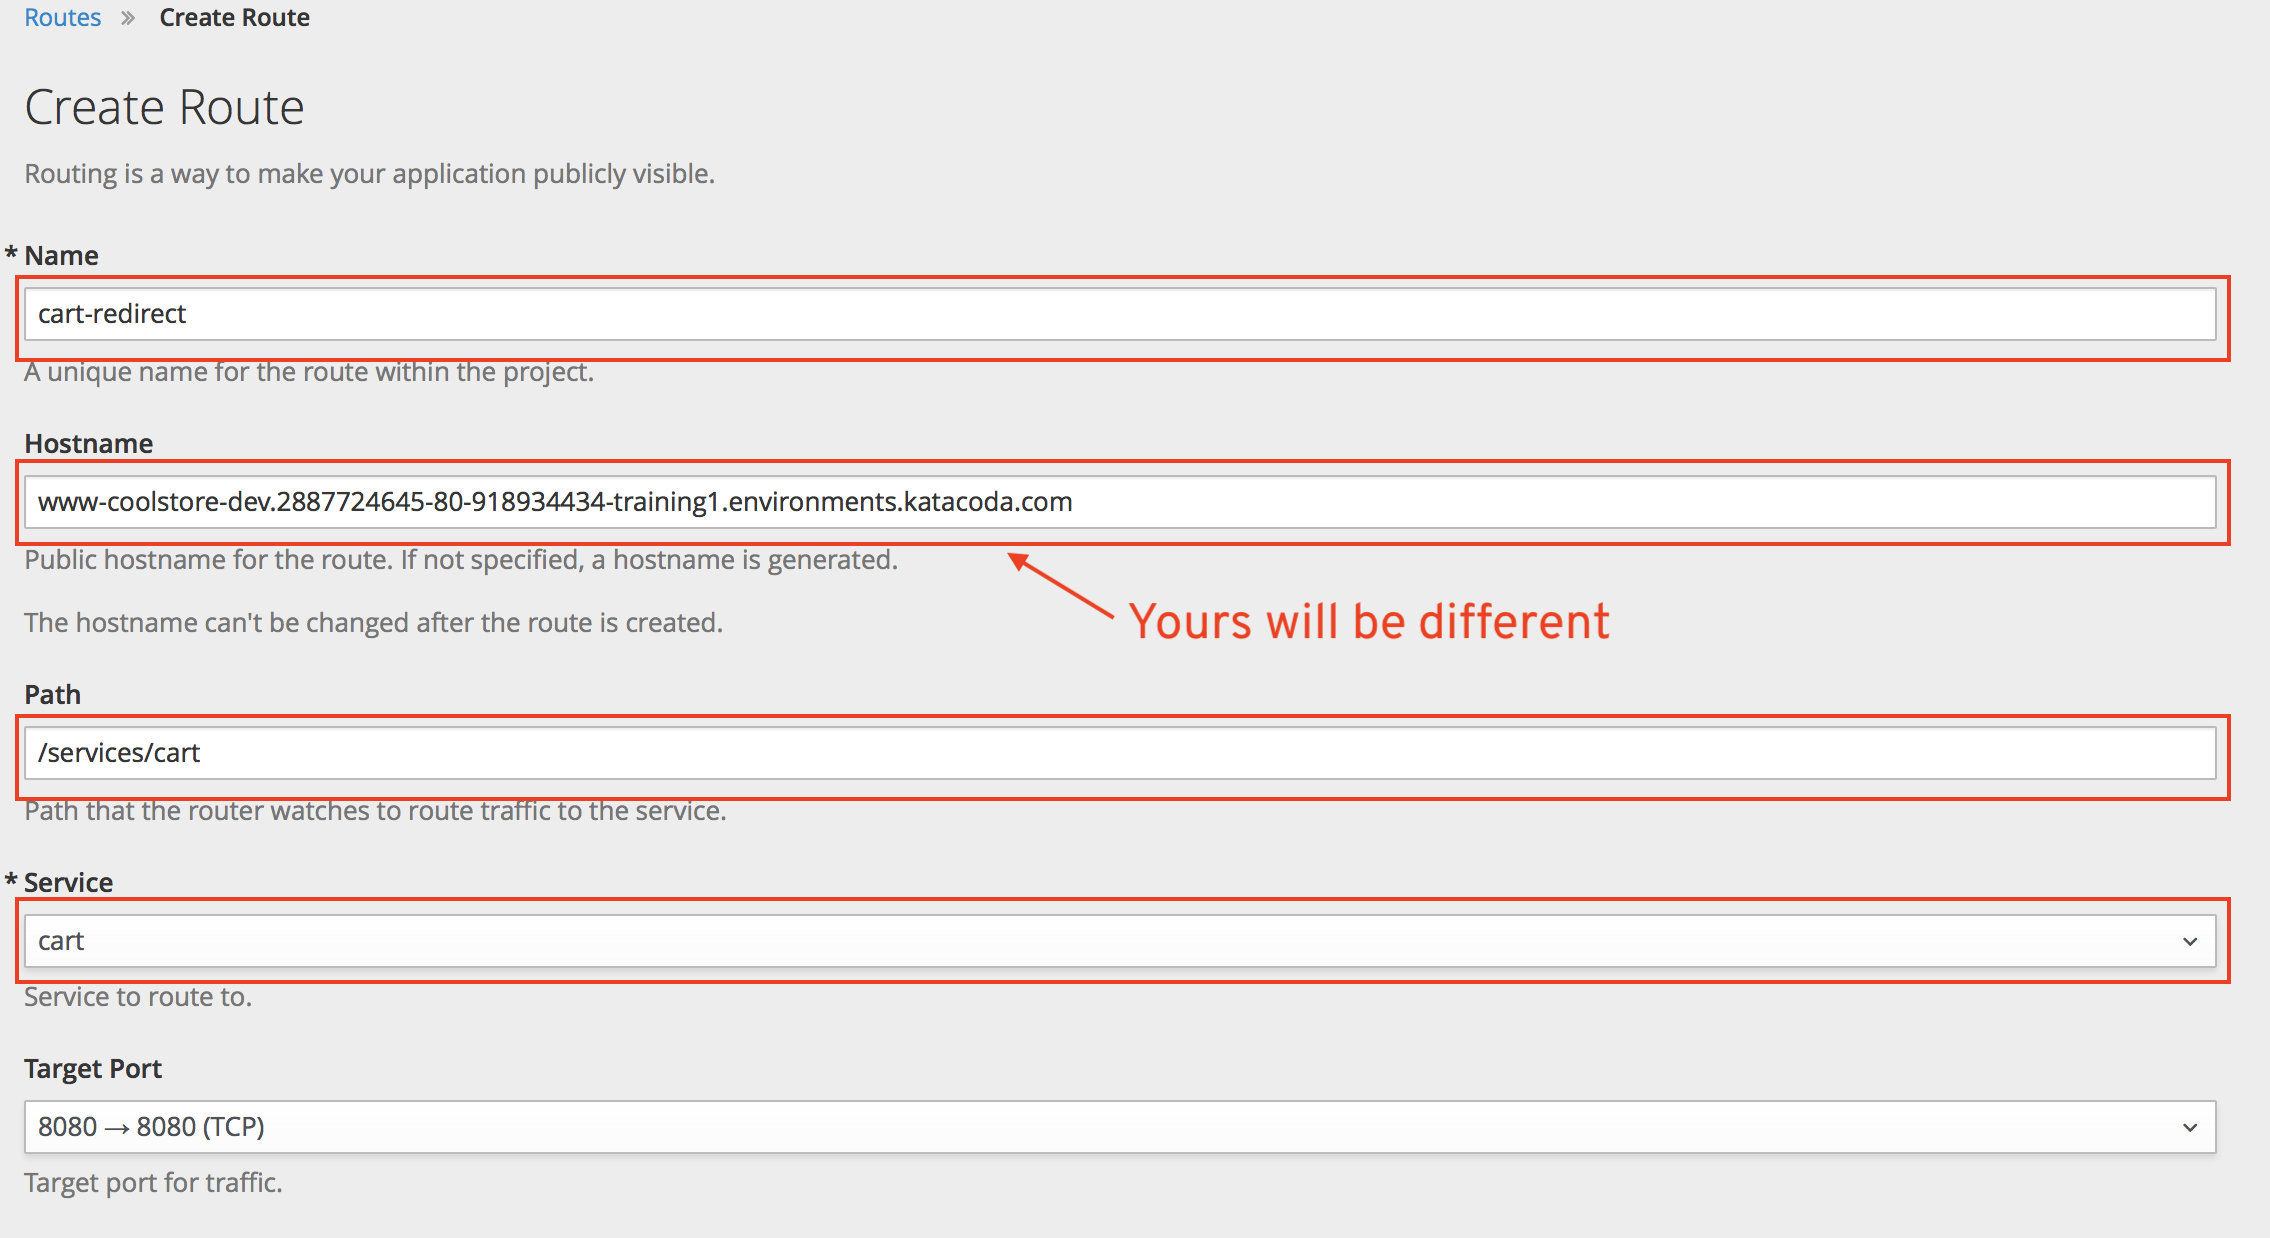 Routes » Create Route
Create Route
Routing is a way to make your application publicly visible.
* Name
cart-redirect
A unique name for the route within the project.
Hostname
www-coolstore-dev.2887724645-80-918934434-training1.environments.katacoda.com
Public hostname for the route. If not specified, a hostname is generated.
The hostname can't be changed after the route is created.
Yours will be different
Path
/services/cart
Path that the router watches to route traffic to the service.
* Service
cart
Service to route to.
Target Port
8080 → 8080 (TCP)
Target port for traffic.